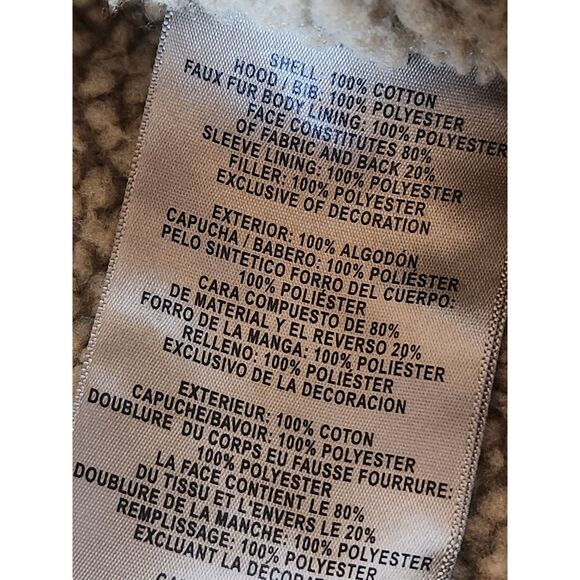 SHELL: 100% COTTON
HOOD / BIB: 100% POLYESTER
FAUX FUR BODY LINING: 100% POLYESTER
FACE CONSTITUTES 80%
OF FABRIC AND BACK 20%
SLEEVE LINING: 100% POLYESTER
FILLER: 100% POLYESTER
EXCLUSIVE OF DECORATION
EXTERIOR: 100% ALGODÓN
CAPUCHA / BABERO: 100% POLIÉSTER
PELO SINTETICO FORRO DEL CUERPO:
100% POLIÉSTER
CARA COMPUESTO DE 80%
DE MATERIAL Y EL REVERSO 20%
FORRO DE LA MANGA: 100% POLIÉSTER
RELLENO: 100% POLIÉSTER
EXCLUSIVO DE LA DECORACION
EXTERIEUR: 100% COTON
CAPUCHE/BAVOIR: 100% POLYESTER
DOUBLURE DU CORPS EU FAUSSE FOURRURE:
100% POLYESTER
LA FACE CONTIENT LE 80%
DU TISSU ET L'ENVERS LE 20%
DOUBLURE DE LA MANCHE: 100% POLYESTER
REMPLISSAGE: 100% POLYESTER
EXCLUANT LA DÉCORATION